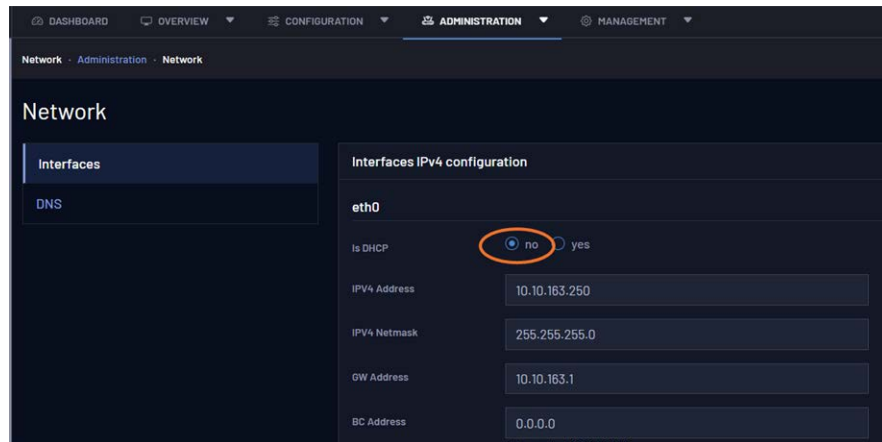 DASHBOARD OVERVIEW CONFIGURATION ADMINISTRATION MANAGEMENT
Network - Administration - Network
Network
Interfaces
DNS
Interfaces IPv4 configuration
eth0
Is DHCP no yes
IPV4 Address 10.10.163.250
IPV4 Netmask 255.255.255.0
GW Address 10.10.163.1
BC Address 0.0.0.0